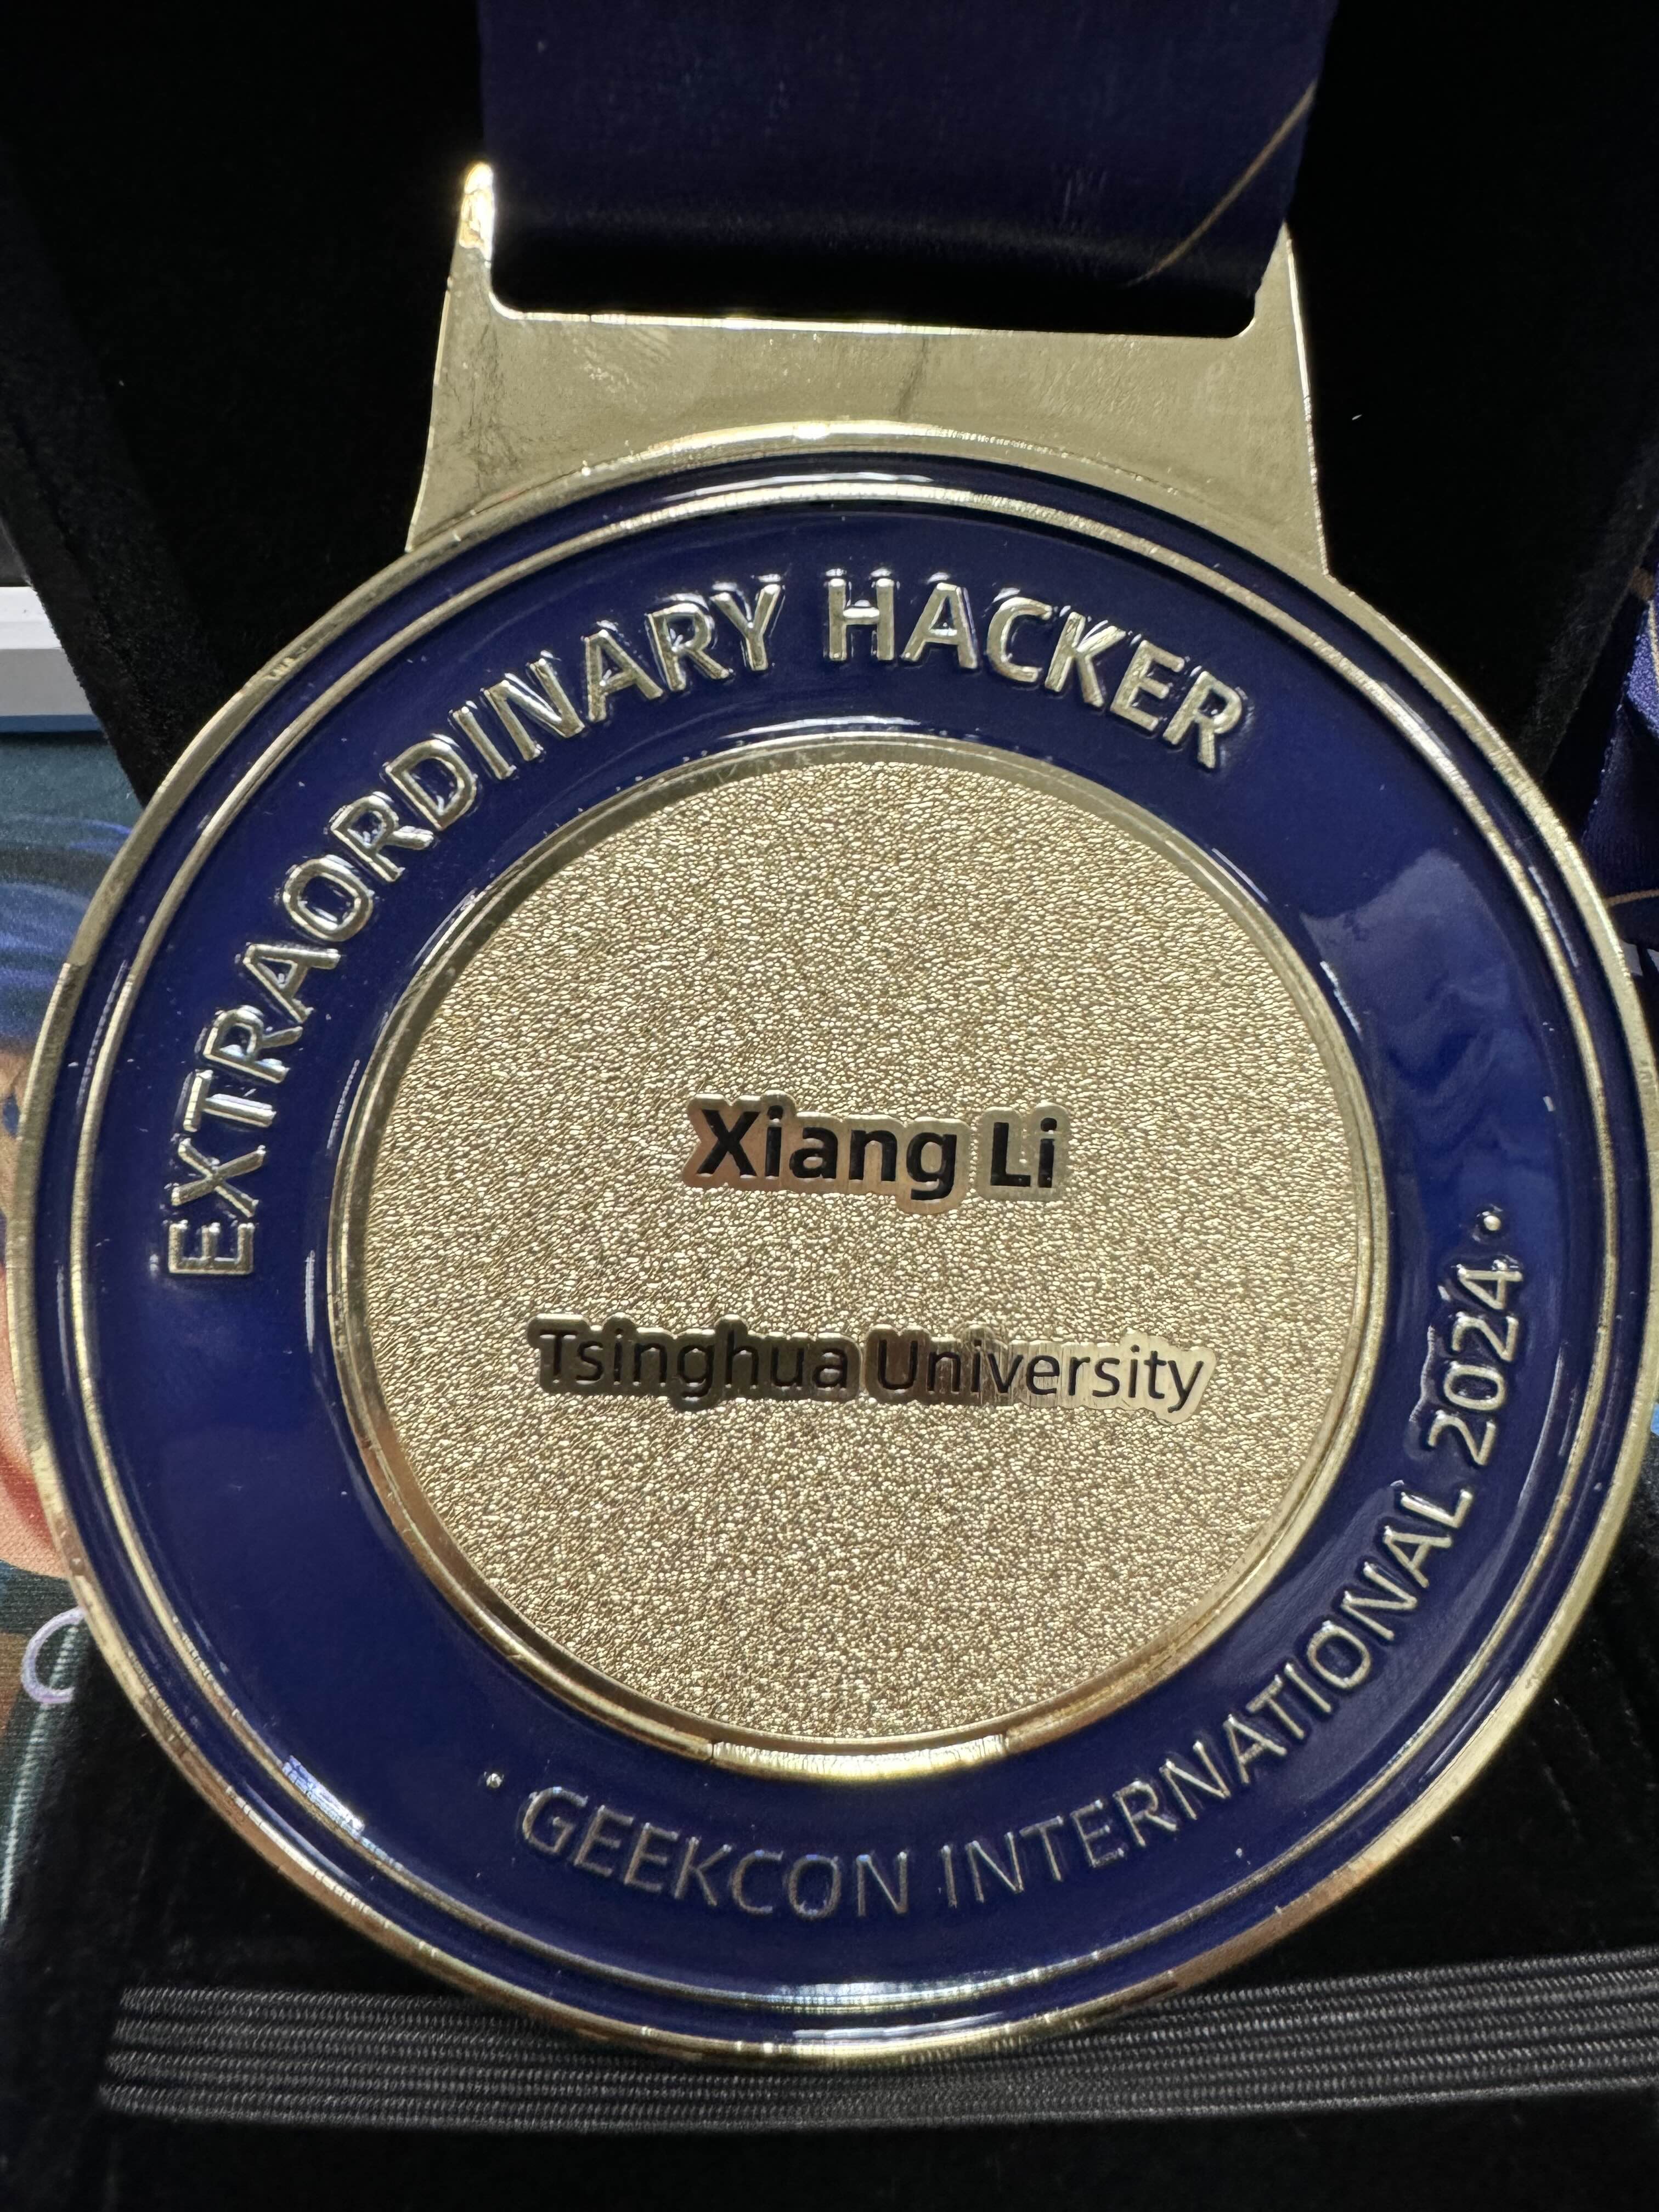 EXTRAORDINARY HACKER
Xiang Li
Tsinghua University
· GEEKCON INTERNATIONAL 2024 ·